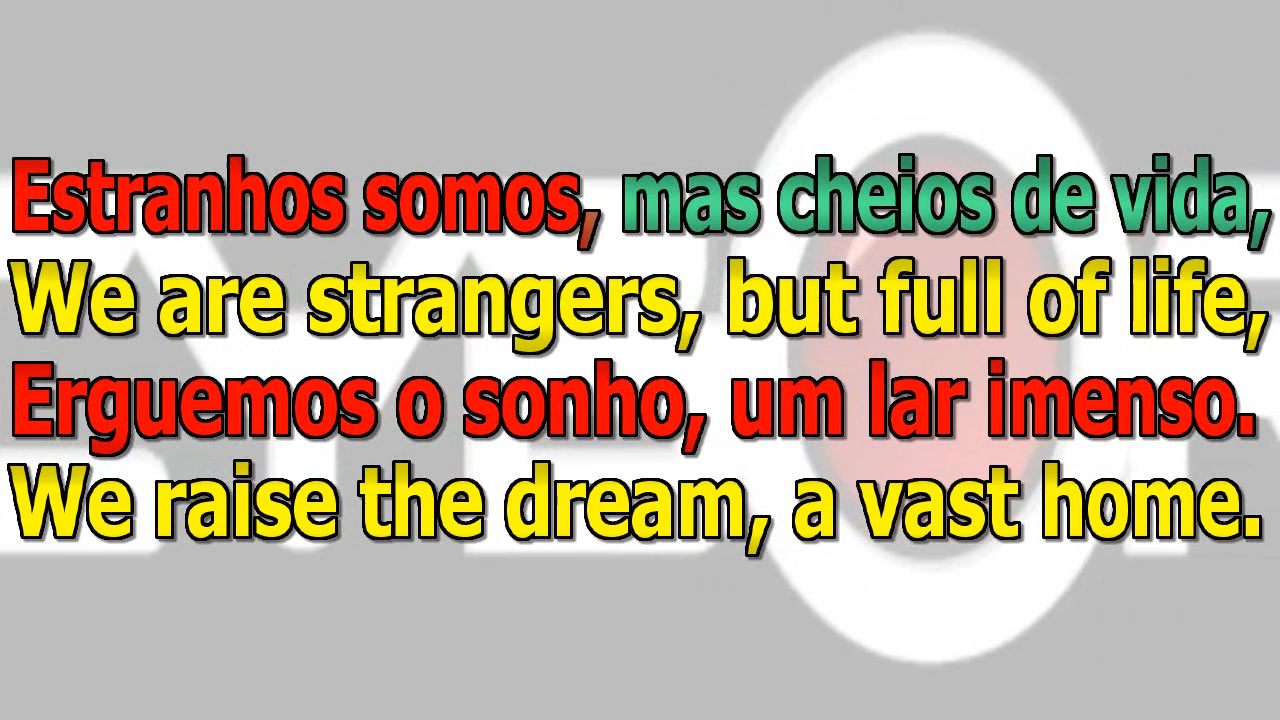 Estranhos somos, mas cheios de vida,
We are strangers, but full of life,
Erguemos o sonho, um lar imenso.
We raise the dream, a vast home.